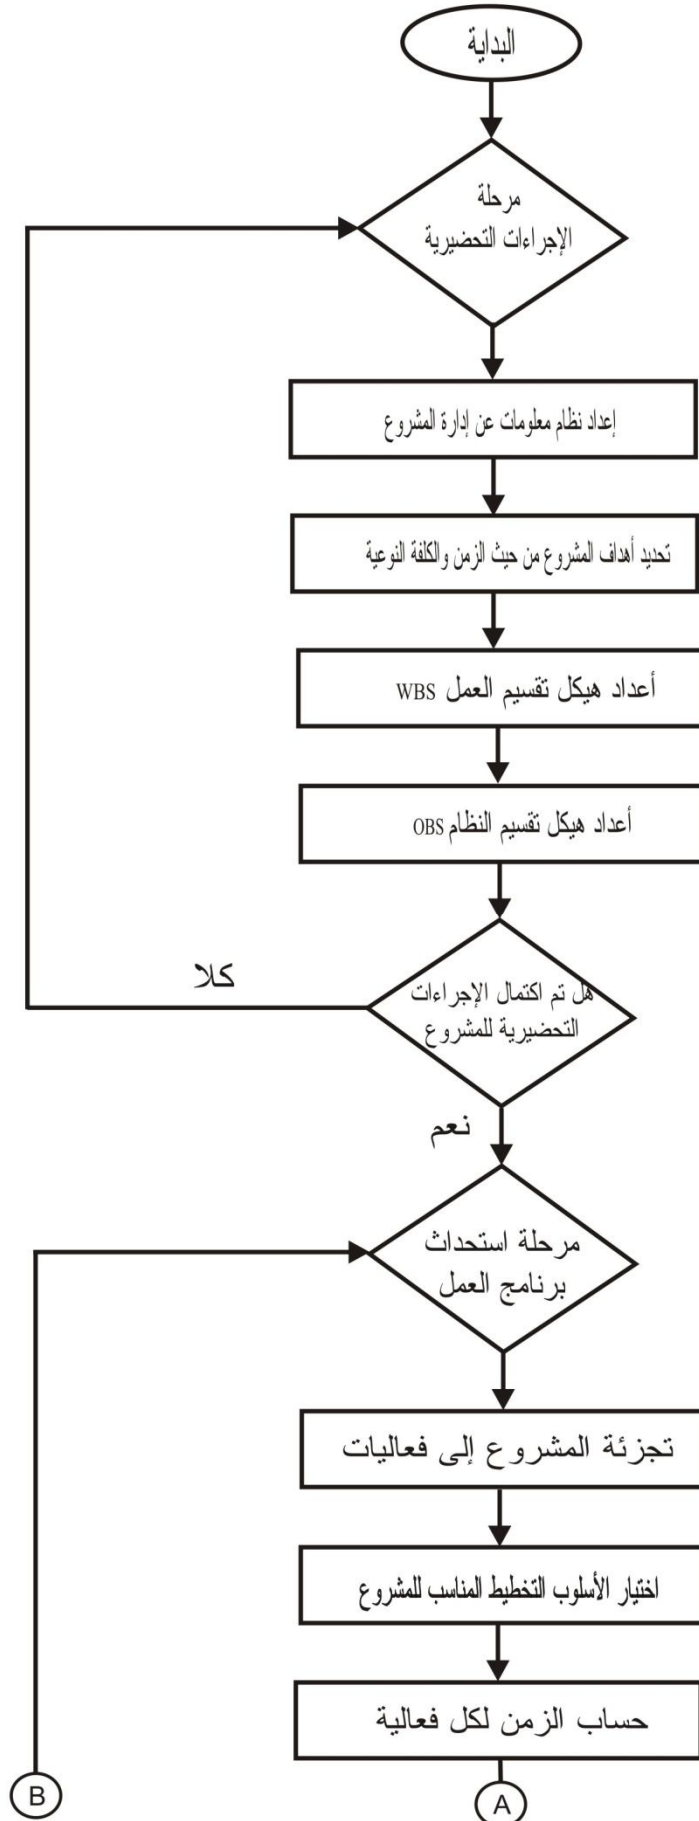 البداية
مرحلة
الإجراءات التحضيرية
إعداد نظام معلومات عن إدارة المشروع
تحديد أهداف المشروع من حيث الزمن والكلفة النوعية
أعداد هيكل تقسيم العمل WBS
أعداد هيكل تقسيم النظام OBS
هل تم اكتمال الإجراءات
التحضيرية للمشروع
كلا
نعم
مرحلة استحداث
برنامج العمل
تجزئة المشروع إلى فعاليات
اختيار الأسلوب التخطيط المناسب للمشروع
حساب الزمن لكل فعالية
A
B